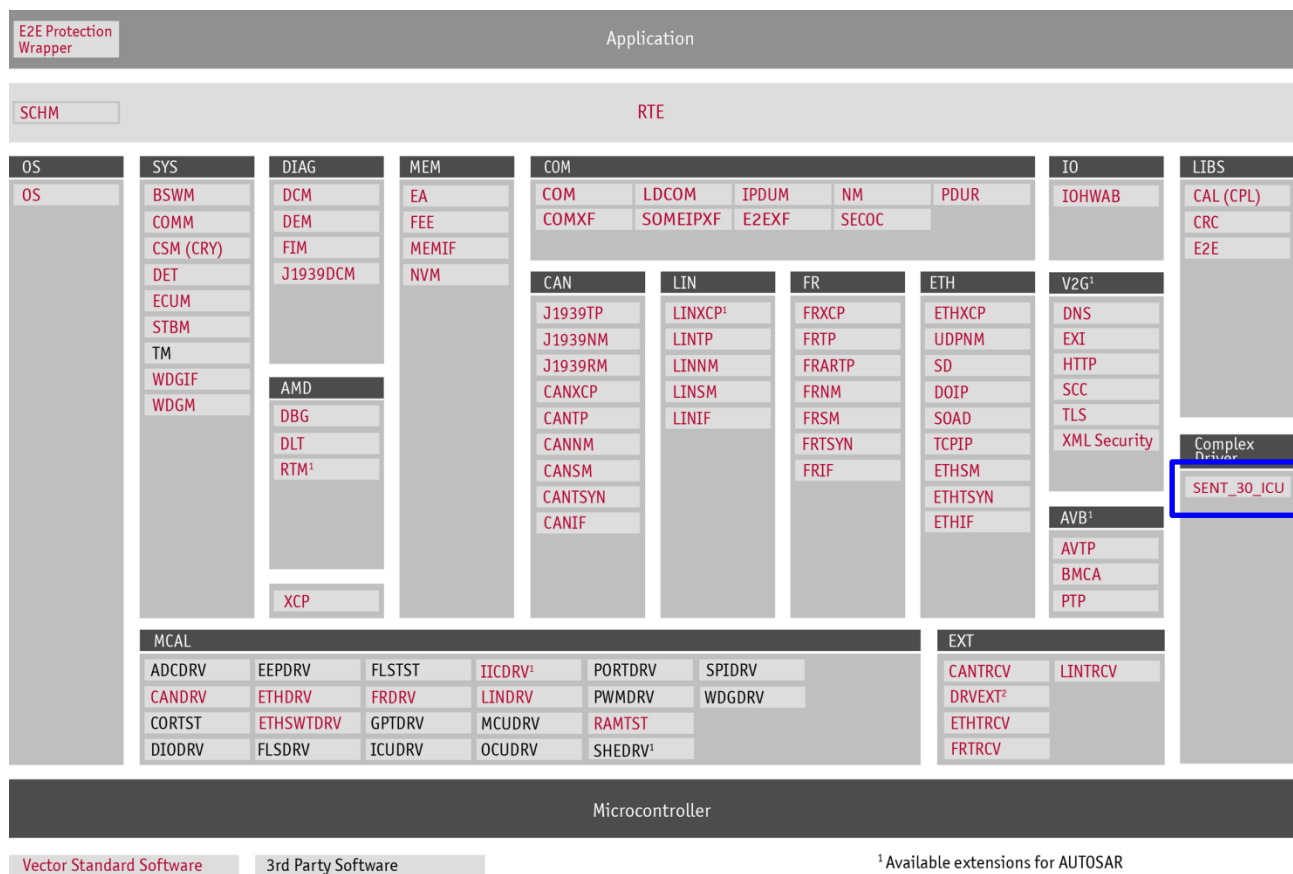 E2E Protection
Wrapper
Application
SCHM
RTE
OS
OS
SYS
BSWM
COMM
CSM (CRY)
DET
ECUM
STBM
TM
WDGIF
WDGM
DIAG
DCM
DEM
FIM
J1939DCM
AMD
DBG
DLT
RTM¹
XCP
MEM
EA
FEE
MEMIF
NVM
COM
COM LDCOM IPDUM NM PDUR
COMXF SOMEIPXF E2EXF SECOC
CAN
J1939TP
J1939NM
J1939RM
CANXCP
CANTP
CANNM
CANSM
CANTSYN
CANIF
LIN
LINXCP¹
LINTP
LINNM
LINSM
LINIF
FR
FRXCP
FRTP
FRARTP
FRNM
FRSM
FRTSYN
FRIF
ETH
ETHXCP
UDPNM
SD
DOIP
SOAD
TCPIP
ETHSM
ETHTSYN
ETHIF
IO
IOHWAB
V2G¹
DNS
EXI
HTTP
SCC
TLS
XML Security
AVB¹
AVTP
BMCA
PTP
LIBS
CAL (CPL)
CRC
E2E
Complex
Driver
SENT_30_ICU
MCAL
ADCDRV EEPDRV FLSTST IICDRV¹ PORTDRV SPIDRV
CANDRV ETHDRV FRDRV LINDRV PWMDRV WDGDRV
CORTST ETHSWTDRV GPTDRV MCUDRV RAMTST
DIODRV FLSDRV ICUDRV OCUDRV SHEDRV¹
EXT
CANTRCV LINTRCV
DRVEXT²
ETHTRCV
FRTRCV
Microcontroller
Vector Standard Software 3rd Party Software ¹ Available extensions for AUTOSAR